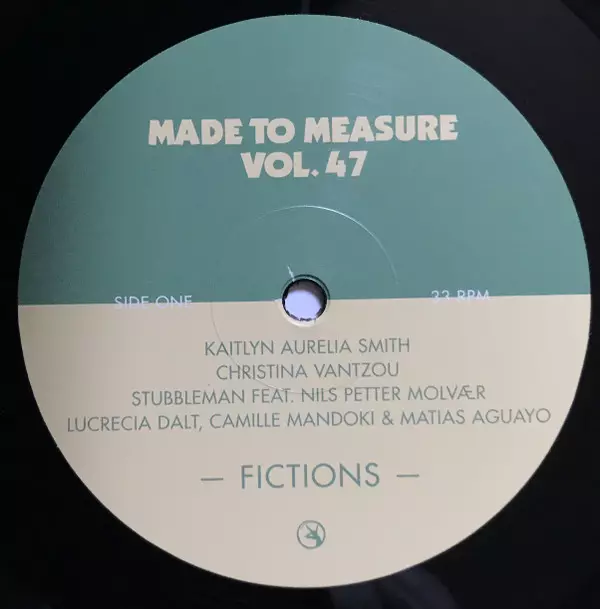 MADE TO MEASURE
VOL. 47
SIDE ONE
33 RPM
KAITLYN AURELIA SMITH
CHRISTINA VANTZOU
STUBBLEMAN FEAT. NILS PETTER MOLVÆR
LUCRECIA DALT, CAMILLE MANDOKI & MATIAS AGUAYO
— FICTIONS —